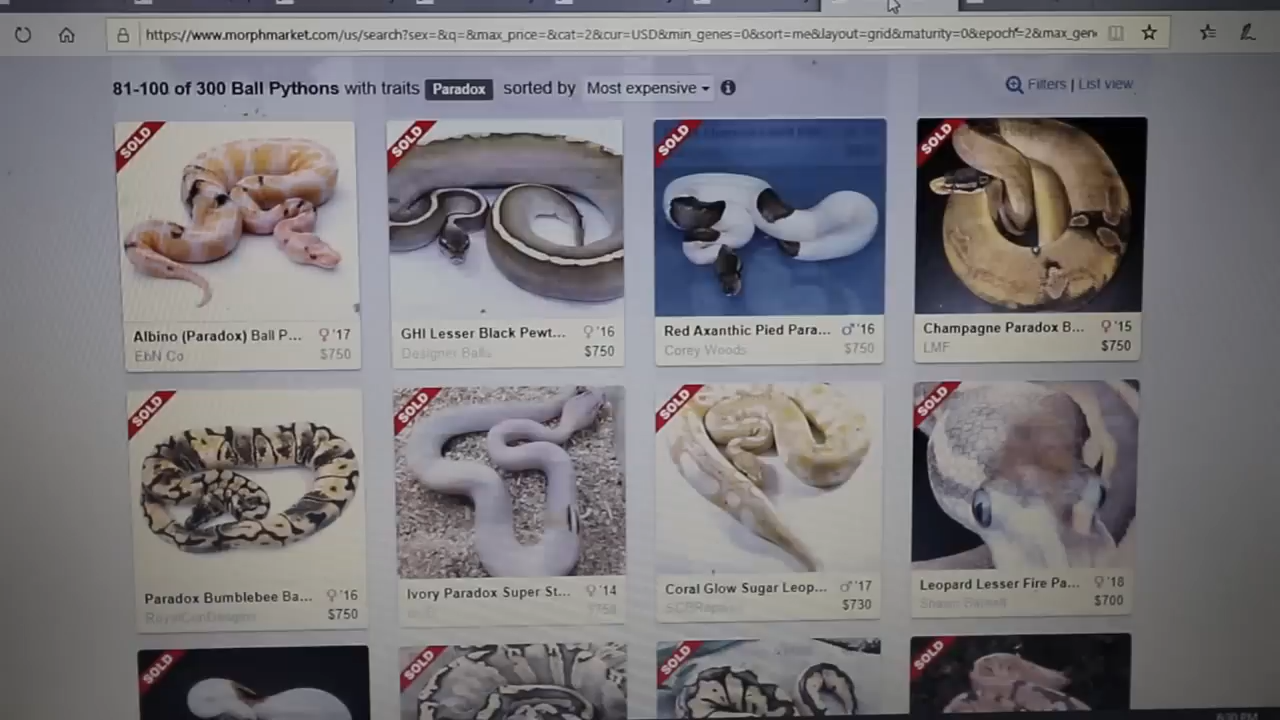 https://www.morphmarket.com/us/search?sex=&q=&max_price=&cat=2&cur=USD&min_genes=0&sort=me&layout=grid&maturity=0&epoch=2&max_gen
81-100 of 300 Ball Pythons with traits Paradox sorted by Most expensive
Filters | List view
SOLD
SOLD
SOLD
SOLD
Albino (Paradox) Ball P... ♀'17
EbN Co $750
GHI Lesser Black Pewt... ♀'16
Designer Balls $750
Red Axanthic Pied Para... ♂'16
Corey Woods $750
Champagne Paradox B... ♀'15
LMF $750
SOLD
SOLD
SOLD
SOLD
Paradox Bumblebee Ba... ♀'16
$750
Ivory Paradox Super St... ♀'14
$750
Coral Glow Sugar Leop... ♂'17
$730
Leopard Lesser Fire Pa... ♀'18
$700
SOLD
SOLD
SOLD
SOLD